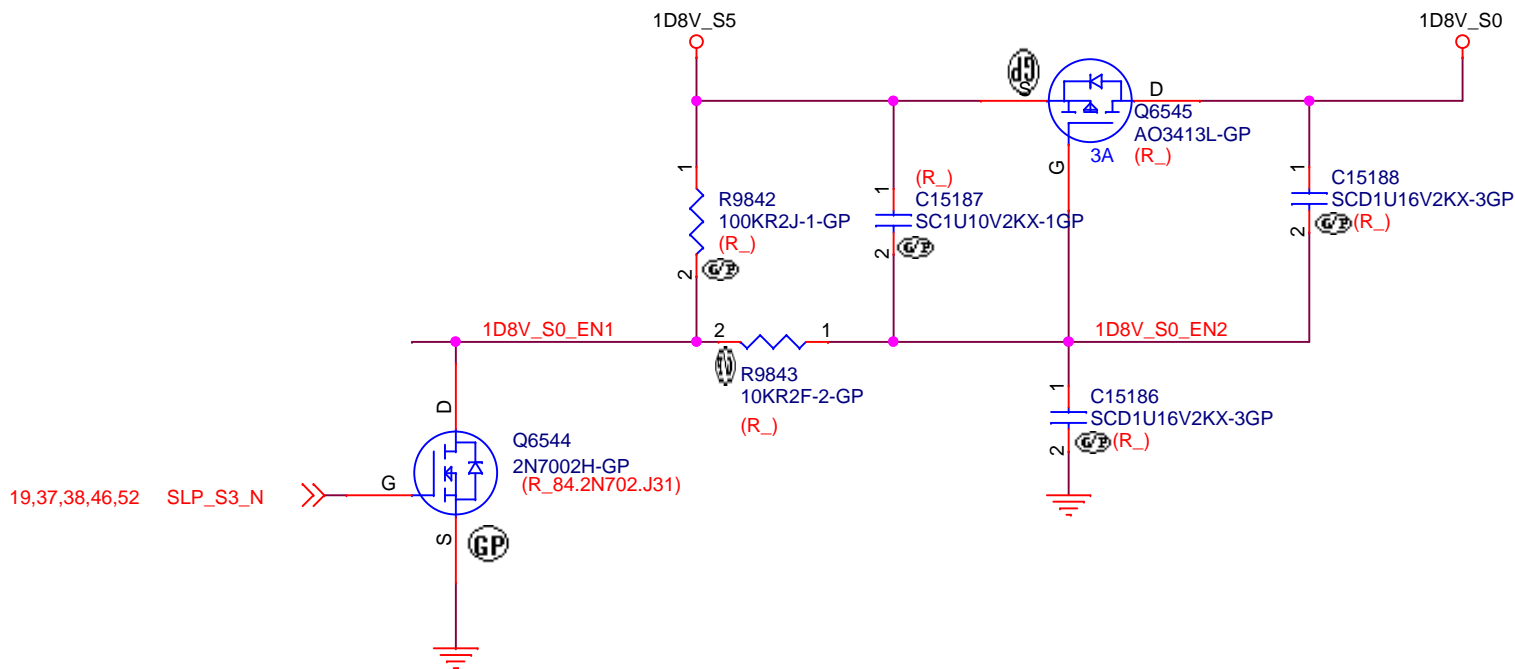 1D8V_S5
1D8V_S0
GP
S
D
Q6545
AO3413L-GP
(R_)
3A
G
1
R9842
100KR2J-1-GP
(R_)
2
G/P
(R_)
1
C15187
SC1U10V2KX-1GP
2
G/P
1
C15188
SCD1U16V2KX-3GP
2
G/P
(R_)
1D8V_S0_EN1
2
1
1D8V_S0_EN2
R9843
10KR2F-2-GP
(R_)
1
C15186
SCD1U16V2KX-3GP
2
G/P
(R_)
D
Q6544
2N7002H-GP
(R_84.2N702.J31)
19,37,38,46,52 SLP_S3_N
G
S
GP